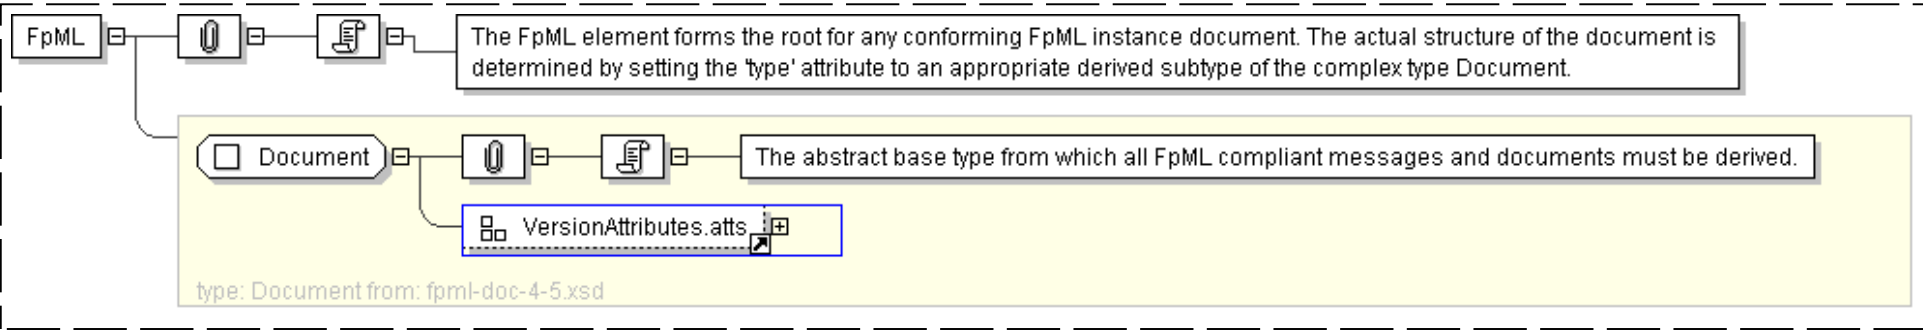 FpML
The FpML element forms the root for any conforming FpML instance document. The actual structure of the document is
determined by setting the 'type' attribute to an appropriate derived subtype of the complex type Document.
Document
The abstract base type from which all FpML compliant messages and documents must be derived.
VersionAttributes.atts
type: Document from: fpml-doc-4-5.xsd